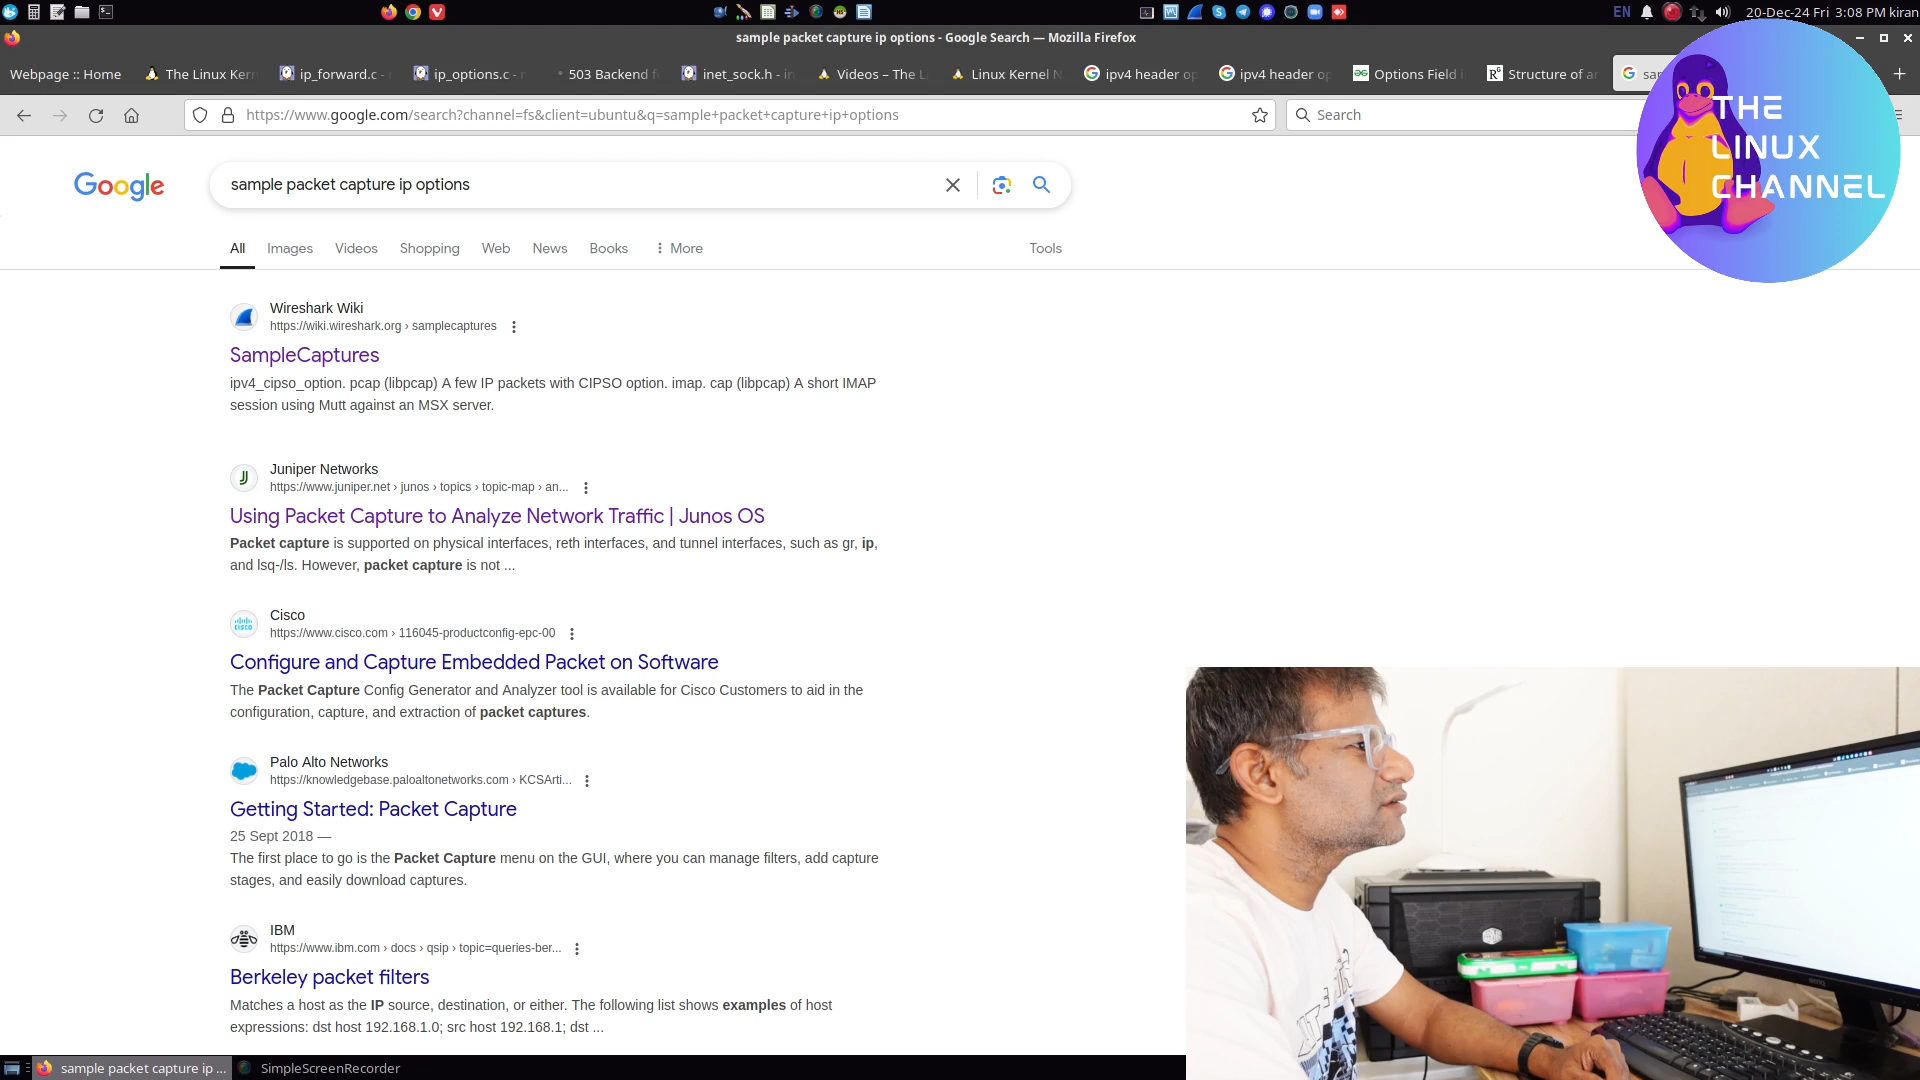 EN
20-Dec-24 Fri 3:08 PM kiran
sample packet capture ip options - Google Search — Mozilla Firefox
Webpage :: Home
The Linux Ker
ip_forward.c -
ip_options.c -
503 Backend f
inet_sock.h - in
Videos – The Li
Linux Kernel N
ipv4 header op
ipv4 header op
Options Field i
Structure of ar
sar
https://www.google.com/search?channel=fs&client=ubuntu&q=sample+packet+capture+ip+options
Search
THE
LINUX
CHANNEL
Google
sample packet capture ip options
All
Images
Videos
Shopping
Web
News
Books
More
Tools
Wireshark Wiki
https://wiki.wireshark.org › samplecaptures
SampleCaptures
ipv4_cipso_option. pcap (libpcap) A few IP packets with CIPSO option. imap. cap (libpcap) A short IMAP
session using Mutt against an MSX server.
Juniper Networks
https://www.juniper.net › junos › topics › topic-map › an...
Using Packet Capture to Analyze Network Traffic | Junos OS
Packet capture is supported on physical interfaces, reth interfaces, and tunnel interfaces, such as gr, ip,
and lsq-/ls. However, packet capture is not ...
Cisco
https://www.cisco.com › 116045-productconfig-epc-00
Configure and Capture Embedded Packet on Software
The Packet Capture Config Generator and Analyzer tool is available for Cisco Customers to aid in the
configuration, capture, and extraction of packet captures.
Palo Alto Networks
https://knowledgebase.paloaltonetworks.com › KCSArti...
Getting Started: Packet Capture
25 Sept 2018 —
The first place to go is the Packet Capture menu on the GUI, where you can manage filters, add capture
stages, and easily download captures.
IBM
https://www.ibm.com › docs › qsip › topic=queries-ber...
Berkeley packet filters
Matches a host as the IP source, destination, or either. The following list shows examples of host
expressions: dst host 192.168.1.0; src host 192.168.1; dst ...
sample packet capture ip ...
SimpleScreenRecorder